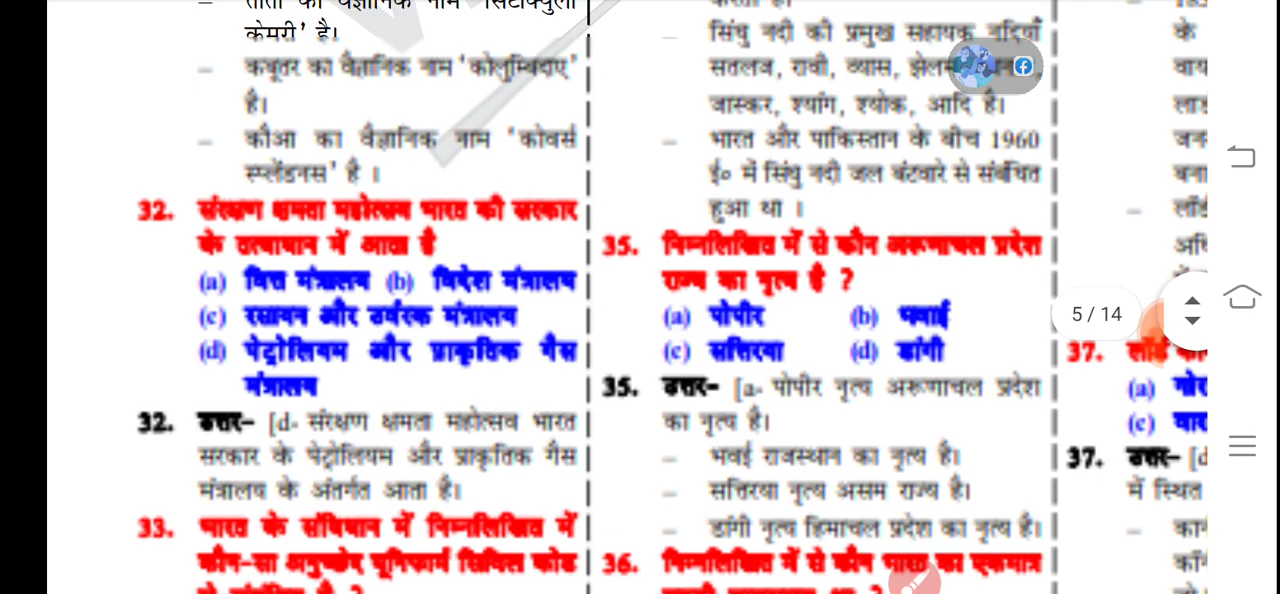 तोता का वैज्ञानिक नाम 'सिटाक्युला
केमरी' है।
– कबूतर का वैज्ञानिक नाम 'कोलुम्बिदाए'
है।
– कौआ का वैज्ञानिक नाम 'कोवर्स
स्प्लेंडनस' है ।
32. संरक्षण क्षमता महोत्सव भारत की सरकार
के तत्वाधान में आता है
(a) वित्त मंत्रालय (b) विदेश मंत्रालय
(c) रसायन और उर्वरक मंत्रालय
(d) पेट्रोलियम और प्राकृतिक गैस
मंत्रालय
32. उत्तर– [d- संरक्षण क्षमता महोत्सव भारत
सरकार के पेट्रोलियम और प्राकृतिक गैस
मंत्रालय के अंतर्गत आता है।
33. भारत के संविधान में निम्नलिखित में
कौन-सा अनुच्छेद यूनिफार्म सिविल कोड
से संबंधित है ?
करता है।
– सिंधु नदी की प्रमुख सहायक नदियाँ
सतलज, रावी, व्यास, झेलम,
जास्कर, श्यांग, श्योक, आदि है।
– भारत और पाकिस्तान के बीच 1960
ई० में सिंधु नदी जल बंटवारे से संबंधित
हुआ था ।
35. निम्नलिखित में से कौन अरूणाचल प्रदेश
राज्य का नृत्य है ?
(a) पोपीर (b) भवाई
(c) सत्तिरया (d) डांगी
35. उत्तर– [a- पोपीर नृत्य अरूणाचल प्रदेश
का नृत्य है।
– भवई राजस्थान का नृत्य है।
– सत्तिरया नृत्य असम राज्य है।
– डांगी नृत्य हिमाचल प्रदेश का नृत्य है।
36. निम्नलिखित में से कौन भारत का एकमात्र
के
5 / 14
37. लॉर्ड
(a)
(c)
37. उत्तर– [d
में स्थित